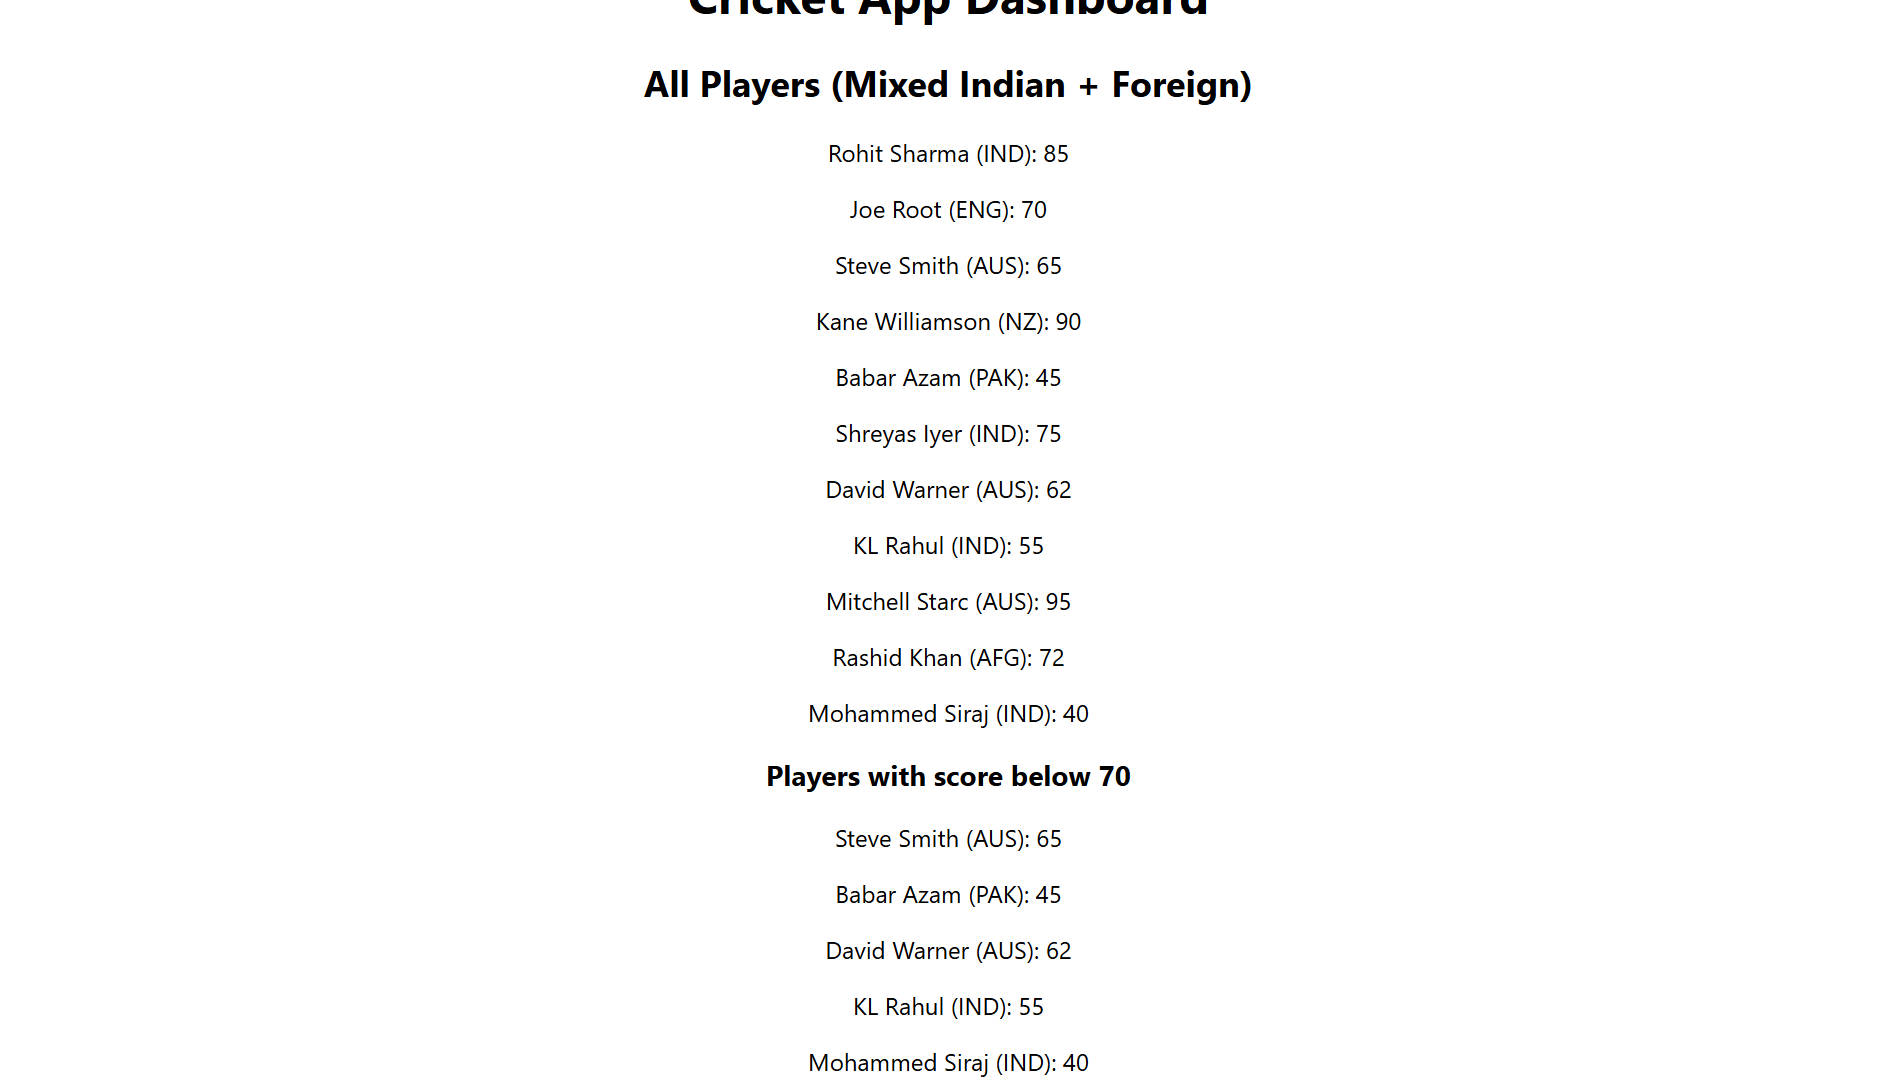 Cricket App Dashboard
All Players (Mixed Indian + Foreign)
Rohit Sharma (IND): 85
Joe Root (ENG): 70
Steve Smith (AUS): 65
Kane Williamson (NZ): 90
Babar Azam (PAK): 45
Shreyas Iyer (IND): 75
David Warner (AUS): 62
KL Rahul (IND): 55
Mitchell Starc (AUS): 95
Rashid Khan (AFG): 72
Mohammed Siraj (IND): 40
Players with score below 70
Steve Smith (AUS): 65
Babar Azam (PAK): 45
David Warner (AUS): 62
KL Rahul (IND): 55
Mohammed Siraj (IND): 40